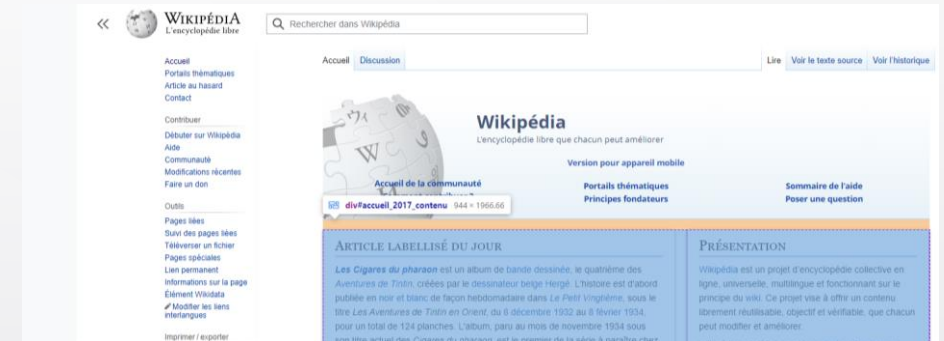 WIKIPÉDIA
L'encyclopédie libre
Rechercher dans Wikipédia
Accueil
Portails thématiques
Article au hasard
Contact
Contribuer
Débuter sur Wikipédia
Aide
Communauté
Modifications récentes
Faire un don
Outils
Pages liées
Suivi des pages liées
Téléverser un fichier
Pages spéciales
Lien permanent
Informations sur la page
Élément Wikidata
Modifier les liens
interlangues
Imprimer / exporter
Accueil Discussion
Lire Voir le texte source Voir l'historique
Wikipédia
L'encyclopédie libre que chacun peut améliorer
Version pour appareil mobile
Accueil de la communauté
Portails thématiques
Principes fondateurs
Sommaire de l'aide
Poser une question
div#accueil_2017_contenu 944 × 1966.66
ARTICLE LABELLISÉ DU JOUR
Les Cigares du pharaon est un album de bande dessinée, le quatrième des
Aventures de Tintin, créées par le dessinateur belge Hergé. L'histoire est d'abord
publiée en noir et blanc de façon hebdomadaire dans Le Petit Vingtième, sous le
titre Les Aventures de Tintin en Orient, du 8 décembre 1932 au 8 février 1934,
pour un total de 124 planches. L'album, paru au mois de novembre 1934 sous
PRÉSENTATION
Wikipédia est un projet d'encyclopédie collective en
ligne, universelle, multilingue et fonctionnant sur le
principe du wiki. Ce projet vise à offrir un contenu
librement réutilisable, objectif et vérifiable, que chacun
peut modifier et améliorer.